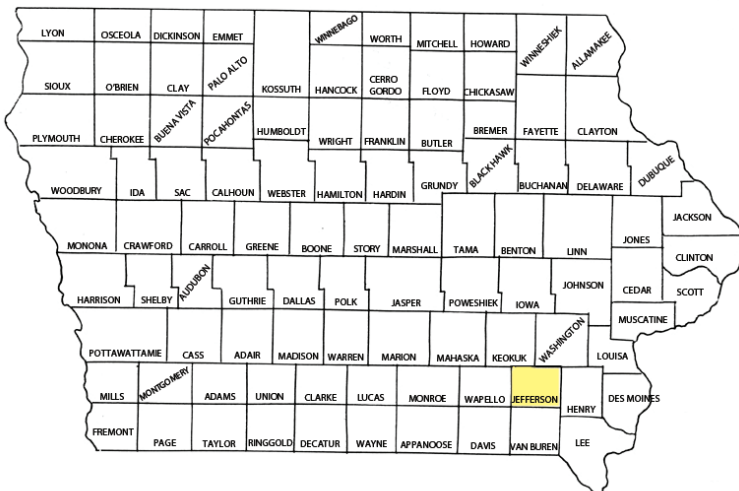 LYON OSCEOLA DICKINSON EMMET WINNEBAGO WORTH MITCHELL HOWARD WINNESHIEK ALLAMAKEE
SIOUX O'BRIEN CLAY PALO ALTO KOSSUTH HANCOCK CERRO GORDO FLOYD CHICKASAW
PLYMOUTH CHEROKEE BUENA VISTA POCAHONTAS HUMBOLDT WRIGHT FRANKLIN BUTLER BREMER FAYETTE CLAYTON
WOODBURY IDA SAC CALHOUN WEBSTER HAMILTON HARDIN GRUNDY BLACK HAWK BUCHANAN DELAWARE DUBUQUE
MONONA CRAWFORD CARROLL GREENE BOONE STORY MARSHALL TAMA BENTON LINN JONES JACKSON
CLINTON
HARRISON SHELBY AUDUBON GUTHRIE DALLAS POLK JASPER POWESHIEK IOWA JOHNSON CEDAR SCOTT
MUSCATINE
POTTAWATTAMIE CASS ADAIR MADISON WARREN MARION MAHASKA KEOKUK WASHINGTON LOUISA
MILLS MONTGOMERY ADAMS UNION CLARKE LUCAS MONROE WAPELLO JEFFERSON HENRY DES MOINES
FREMONT PAGE TAYLOR RINGGOLD DECATUR WAYNE APPANOOSE DAVIS VAN BUREN LEE